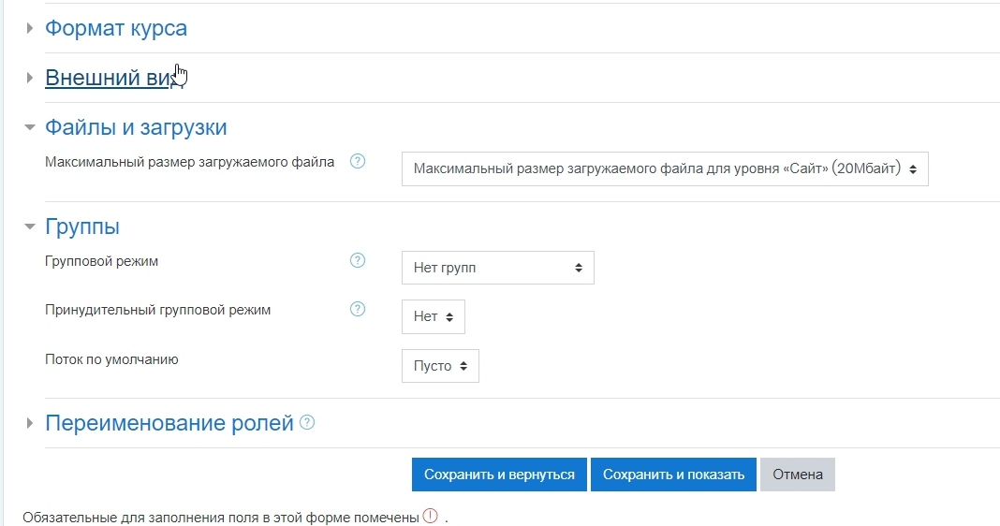 Формат курса
Внешний вид
Файлы и загрузки
Максимальный размер загружаемого файла ? Максимальный размер загружаемого файла для уровня «Сайт» (20Мбайт)
Группы
Групповой режим ? Нет групп
Принудительный групповой режим ? Нет
Поток по умолчанию Пусто
Переименование ролей ?
Сохранить и вернуться Сохранить и показать Отмена
Обязательные для заполнения поля в этой форме помечены ! .